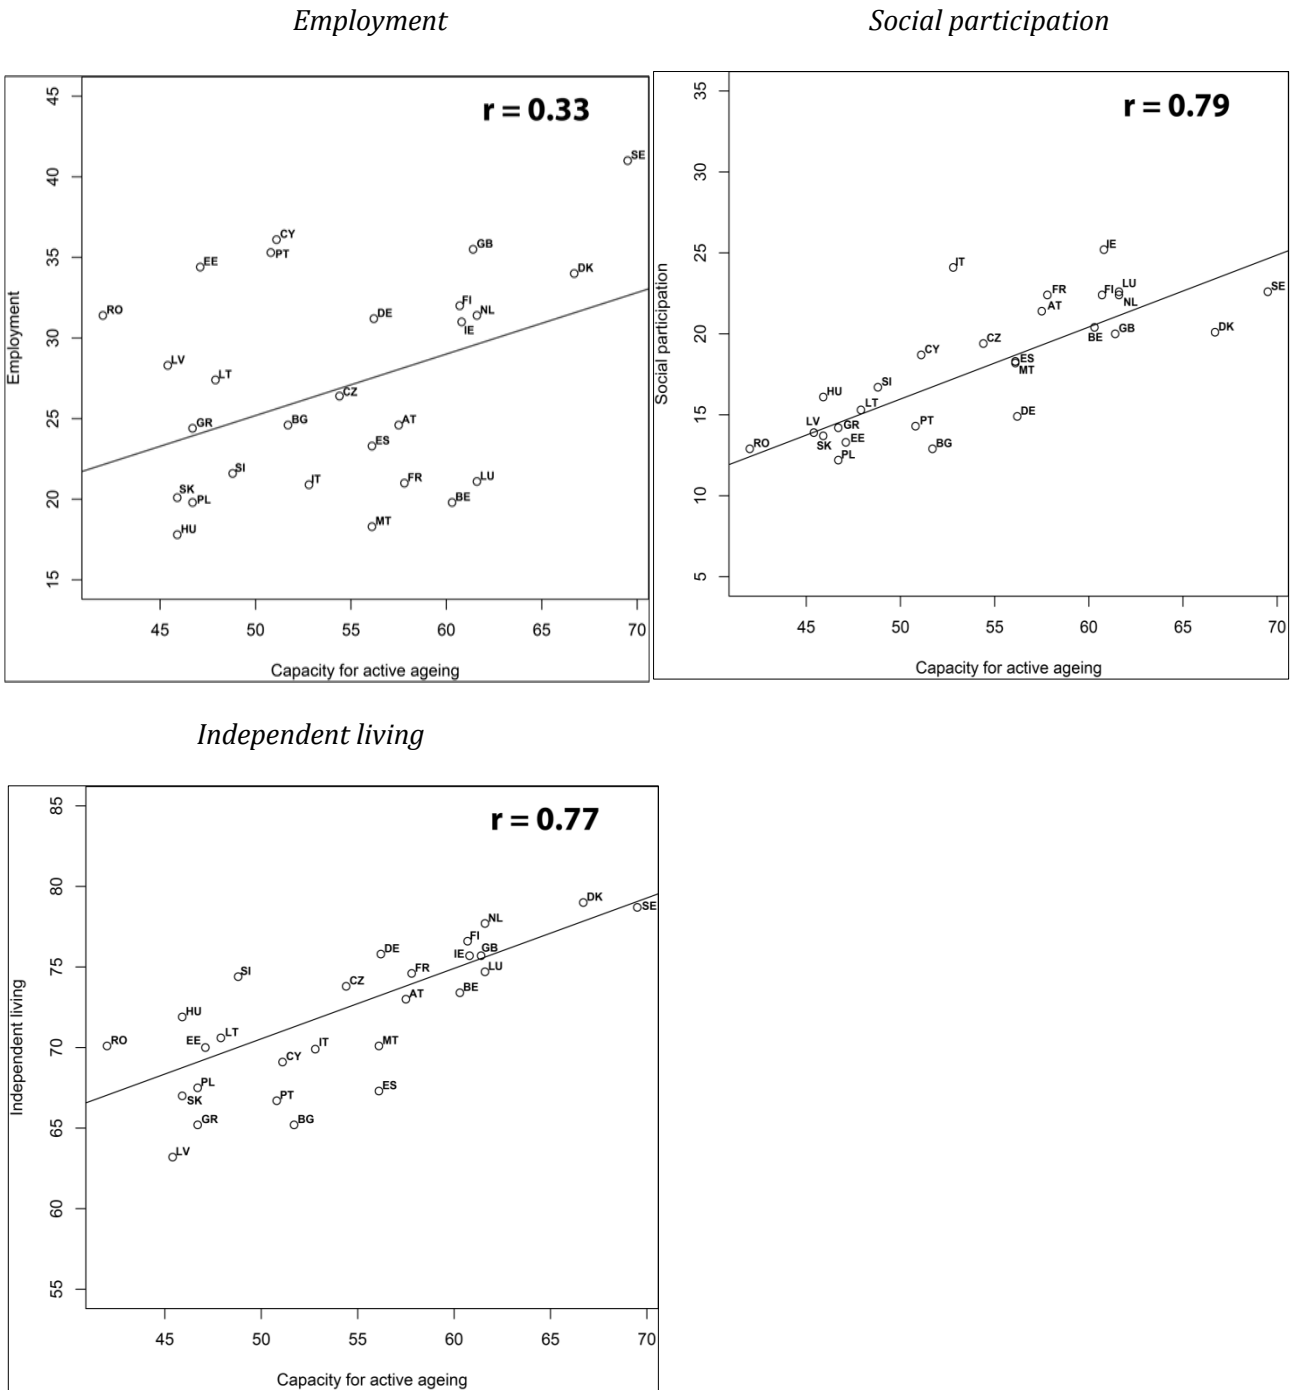 Employment
Social participation
r = 0.33
45
40
35
30
25
20
15
Employment
SE
CY
PT
GB
EE
DK
RO
FI
NL
DE
IE
LV
LT
CZ
GR
BG
AT
ES
SI
IT
FR
LU
SK
PL
BE
MT
HU
45 50 55 60 65 70
Capacity for active ageing
r = 0.79
35
30
25
20
15
10
5
Social participation
IE
IT
LU
FR
FI
NL
SE
AT
BE
GB
DK
CZ
CY
ES
MT
SI
HU
LT
DE
LV
GR
PT
SK
EE
RO
BG
PL
45 50 55 60 65 70
Capacity for active ageing
Independent living
r = 0.77
85
80
75
70
65
60
55
Independent living
DK
SE
NL
FI
DE
IE
GB
SI
FR
LU
CZ
BE
AT
HU
RO
EE
LT
IT
MT
CY
PL
ES
SK
PT
GR
BG
LV
45 50 55 60 65 70
Capacity for active ageing